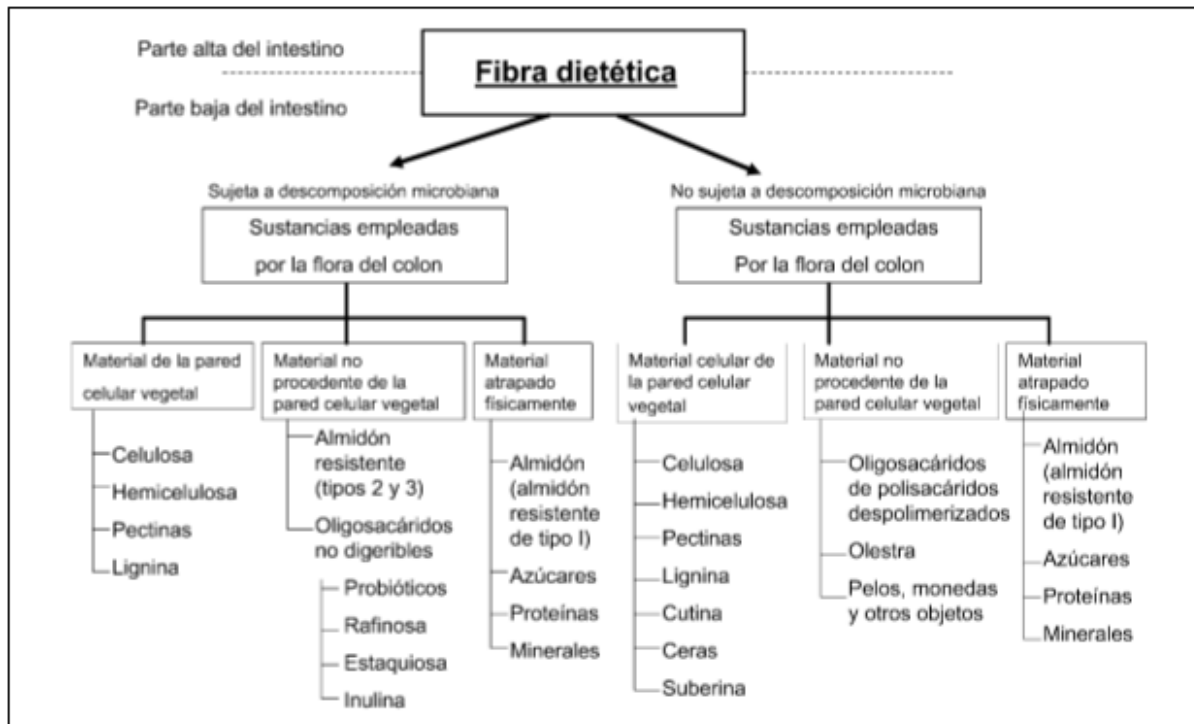 Parte alta del intestino
Fibra dietética
Parte baja del intestino
Sujeta a descomposición microbiana
Sustancias empleadas
por la flora del colon
Material de la pared
celular vegetal
Celulosa
Hemicelulosa
Pectinas
Lignina
Material no
procedente de la
pared celular vegetal
Almidón
resistente
(tipos 2 y 3)
Oligosacáridos
no digeribles
Probióticos
Rafinosa
Estaquiosa
Inulina
Material
atrapado
físicamente
Almidón
(almidón
resistente
de tipo I)
Azúcares
Proteínas
Minerales
No sujeta a descomposición microbiana
Sustancias empleadas
Por la flora del colon
Material celular de
la pared celular
vegetal
Celulosa
Hemicelulosa
Pectinas
Lignina
Cutina
Ceras
Suberina
Material no
procedente de la
pared celular vegetal
Oligosacáridos
de polisacáridos
despolimerizados
Olestra
Pelos, monedas
y otros objetos
Material
atrapado
físicamente
Almidón
(almidón
resistente
de tipo I)
Azúcares
Proteínas
Minerales